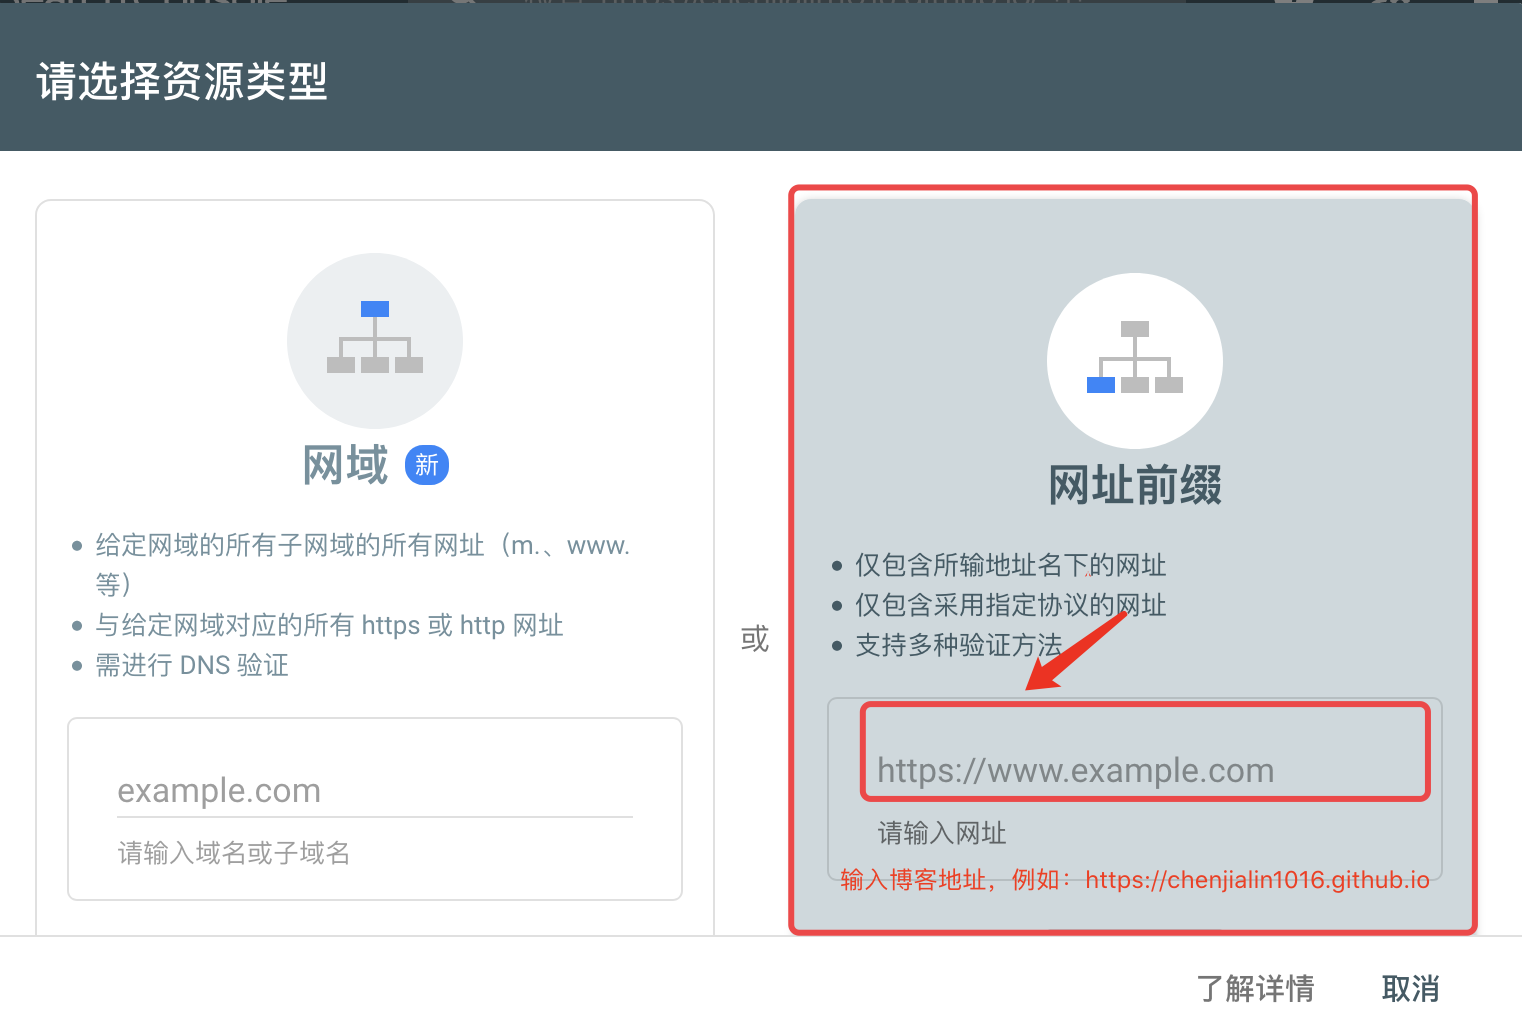 请选择资源类型
网域 新
给定网域的所有子网域的所有网址（m.、www.
等）
与给定网域对应的所有 https 或 http 网址
需进行 DNS 验证
example.com
请输入域名或子域名
或
网址前缀
仅包含所输地址名下的网址
仅包含采用指定协议的网址
支持多种验证方法
https://www.example.com
请输入网址
输入博客地址，例如：https://chenjialin1016.github.io
了解详情 取消